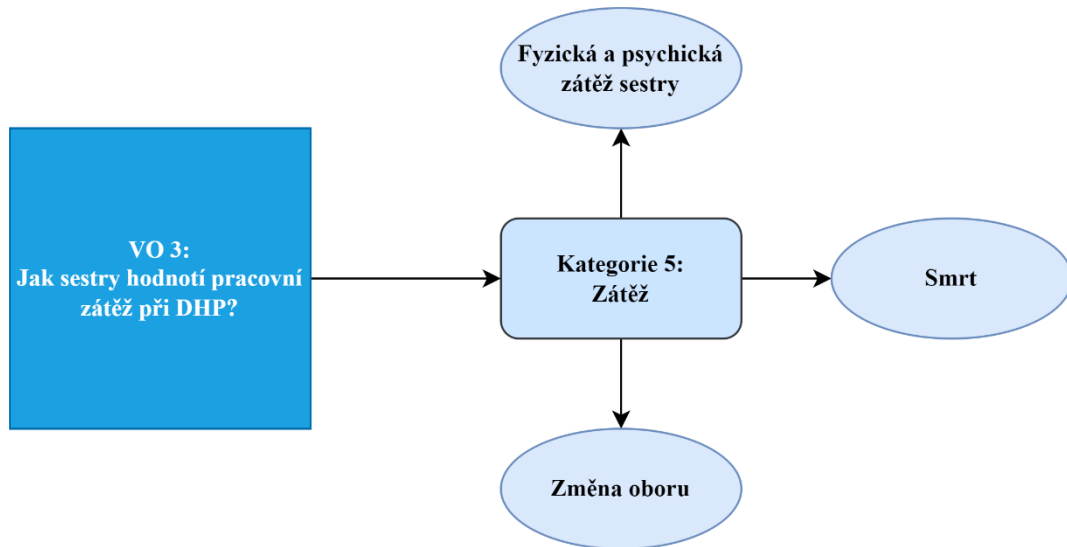 Fyzická a psychická
zátěž sestry
VO 3:
Jak sestry hodnotí pracovní
zátěž při DHP?
Kategorie 5:
Zátěž
Smrt
Změna oboru